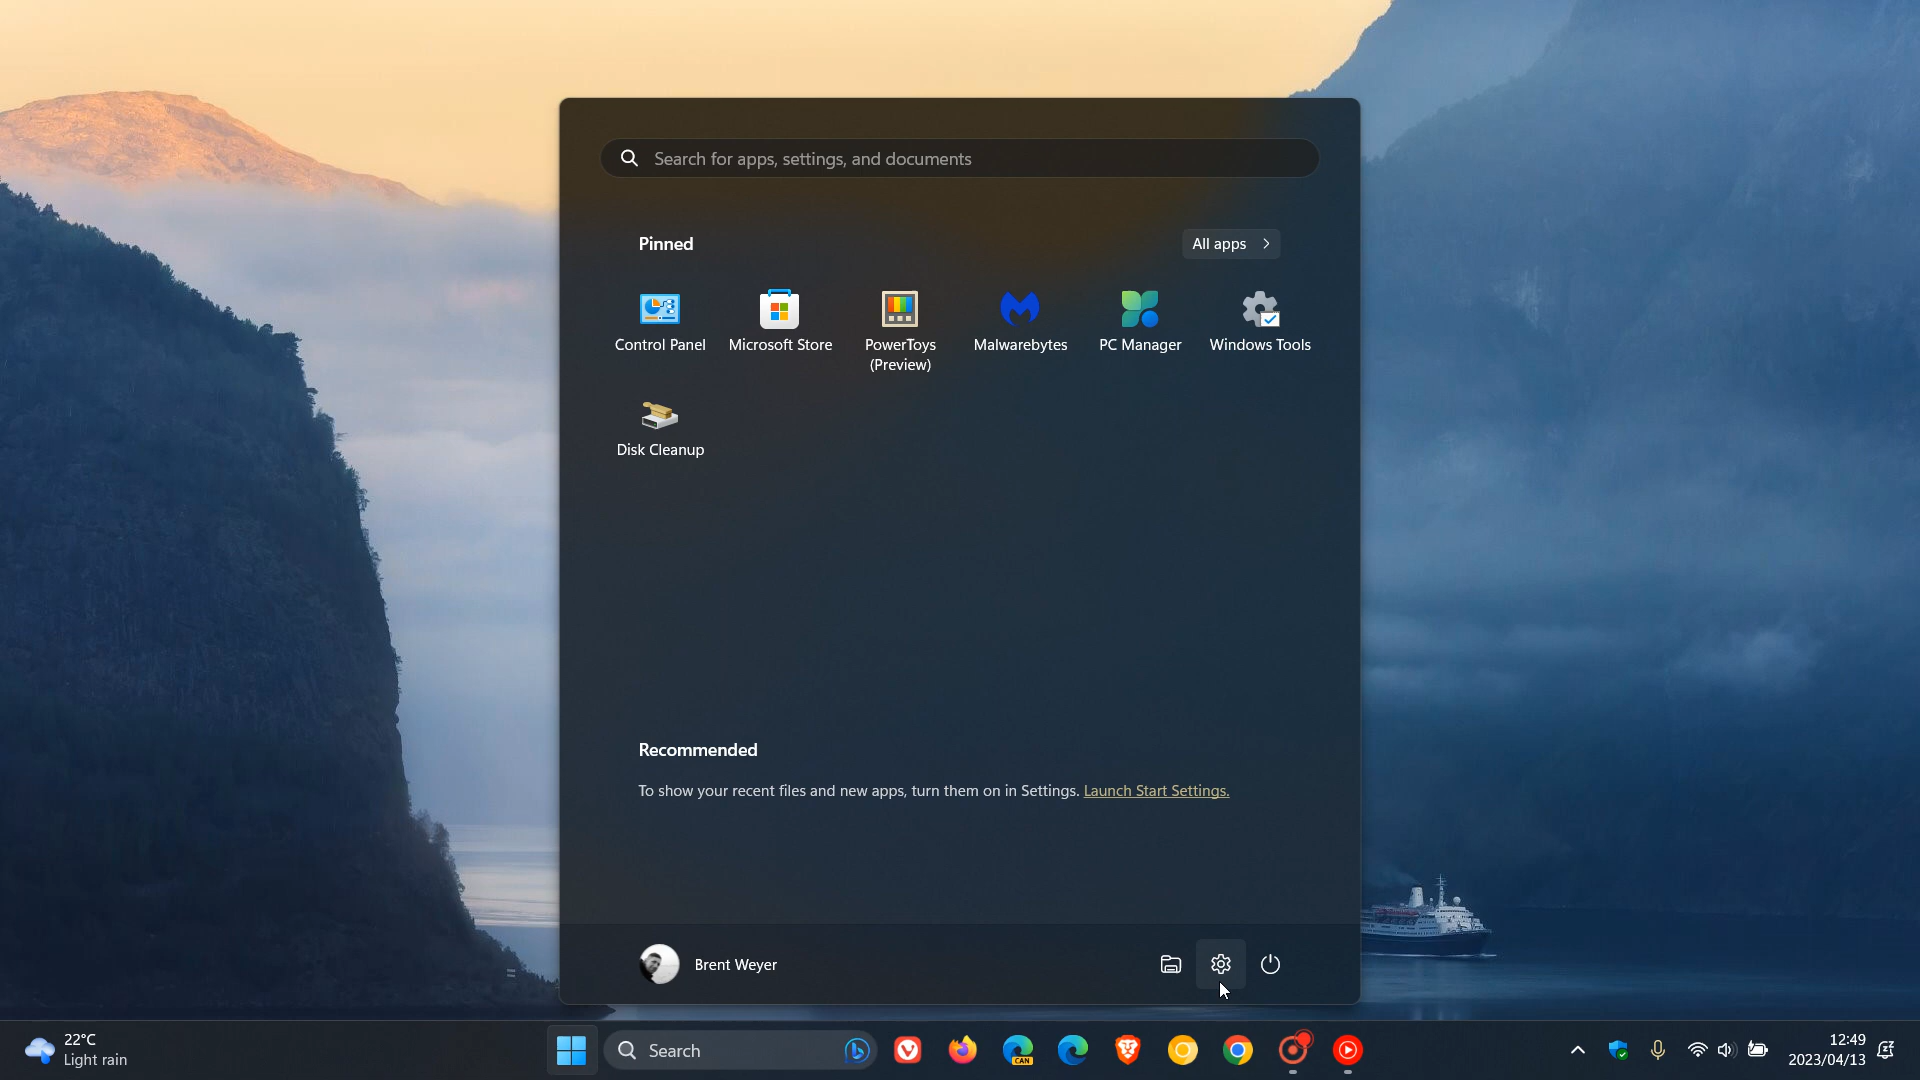 Search for apps, settings, and documents
Pinned
All apps
Control Panel
Microsoft Store
PowerToys
(Preview)
Malwarebytes
PC Manager
Windows Tools
Disk Cleanup
Recommended
To show your recent files and new apps, turn them on in Settings. Launch Start Settings.
Brent Weyer
22°C
Light rain
Search
CAN
12:49
2023/04/13